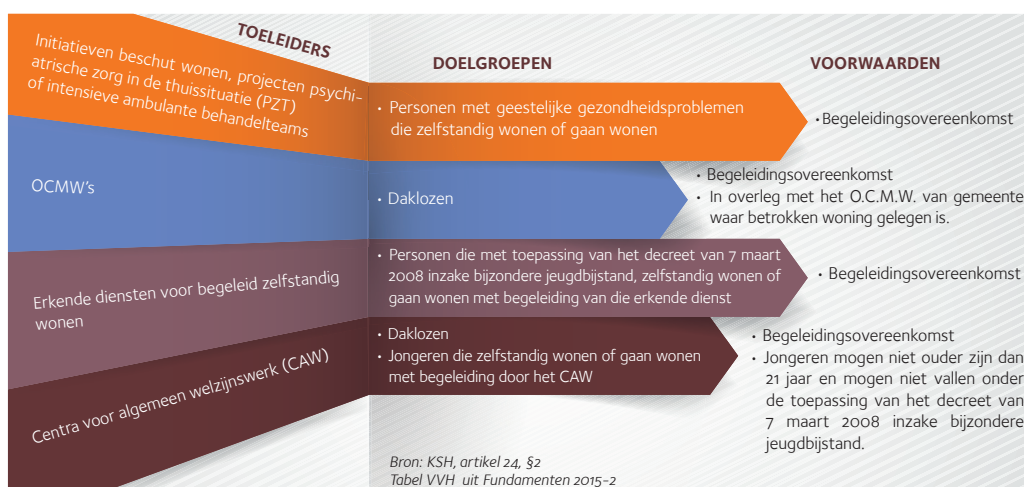 TOELEIDERS
DOELGROEPEN
VOORWAARDEN
Initiatieven beschut wonen, projecten psychi-
atrische zorg in de thuissituatie (PZT)
of intensieve ambulante behandelteams
• Personen met geestelijke gezondheidsproblemen
die zelfstandig wonen of gaan wonen
• Begeleidingsovereenkomst
OCMW's
• Daklozen
• Begeleidingsovereenkomst
• In overleg met het O.C.M.W. van gemeente
waar betrokken woning gelegen is.
Erkende diensten voor begeleid zelfstandig
wonen
• Personen die met toepassing van het decreet van 7 maart
2008 inzake bijzondere jeugdbijstand, zelfstandig wonen of
gaan wonen met begeleiding van die erkende dienst
• Begeleidingsovereenkomst
Centra voor algemeen welzijnswerk (CAW)
• Daklozen
• Jongeren die zelfstandig wonen of gaan wonen
met begeleiding door het CAW
• Begeleidingsovereenkomst
• Jongeren mogen niet ouder zijn dan
21 jaar en mogen niet vallen onder
de toepassing van het decreet van
7 maart 2008 inzake bijzondere
jeugdbijstand.
Bron: KSH, artikel 24, §2
Tabel VVH uit Fundamenten 2015-2